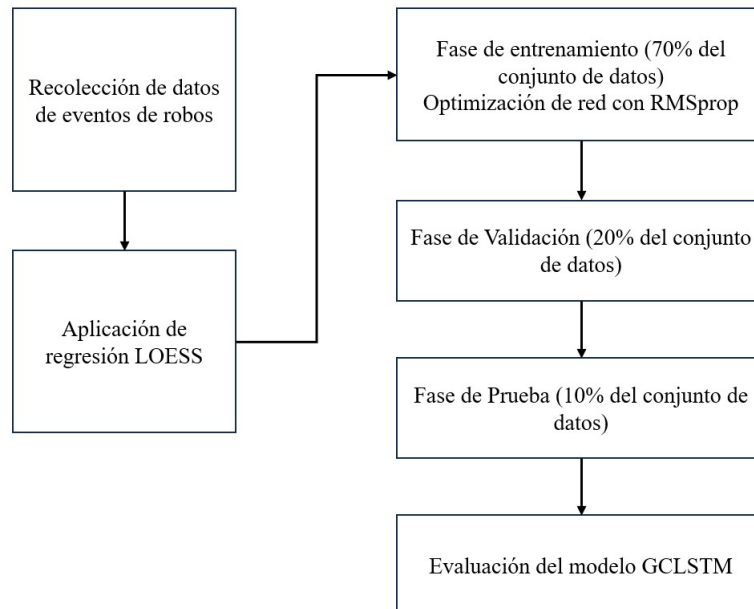 Recolección de datos
de eventos de robos
Aplicación de
regresión LOESS
Fase de entrenamiento (70% del
conjunto de datos)
Optimización de red con RMSprop
Fase de Validación (20% del conjunto
de datos)
Fase de Prueba (10% del conjunto de
datos)
Evaluación del modelo GCLSTM